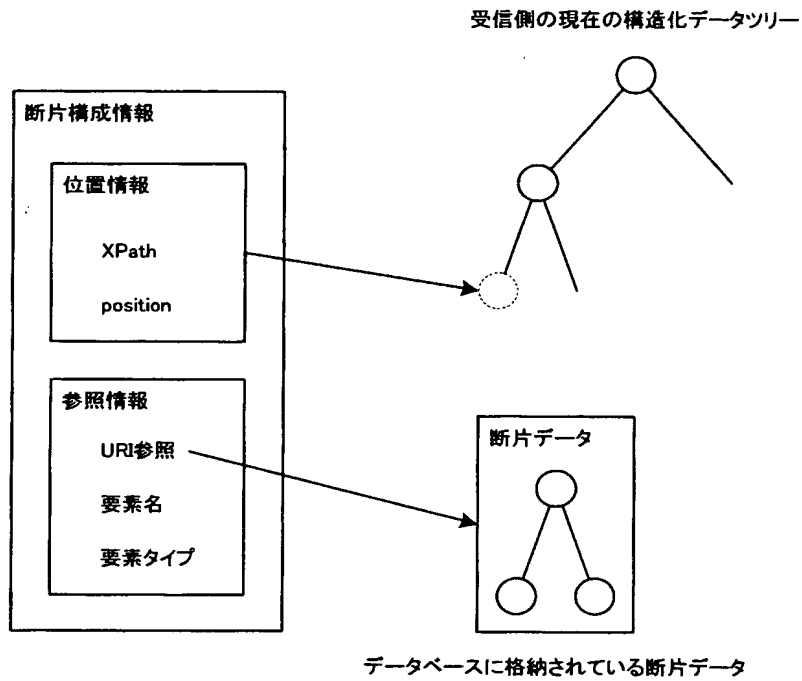 受信側の現在の構造化データツリー
断片構成情報
位置情報
XPath
position
参照情報
URI参照
要素名
要素タイプ
断片データ
データベースに格納されている断片データ